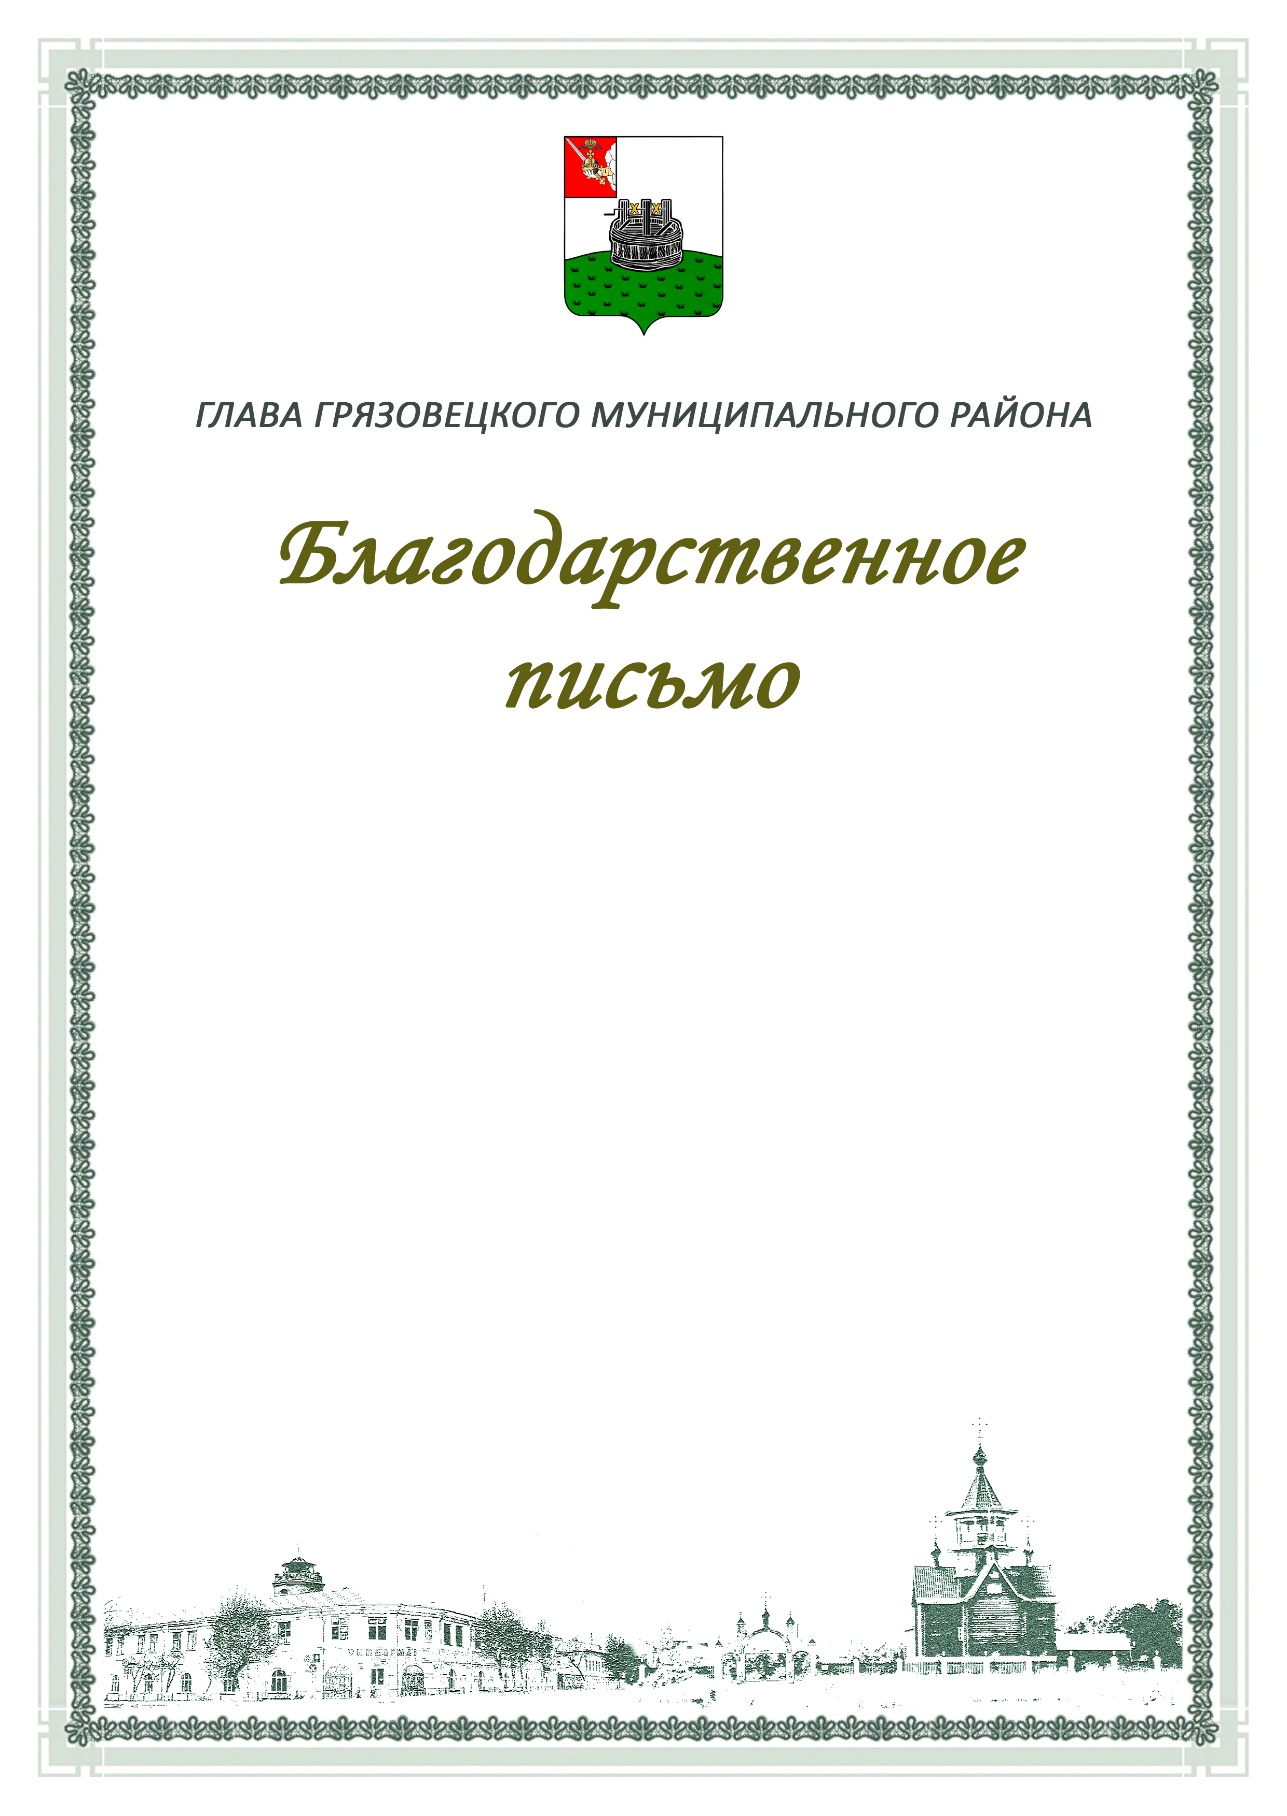 ГЛАВА ГРЯЗОВЕЦКОГО МУНИЦИПАЛЬНОГО РАЙОНА
Благодарственное
письмо